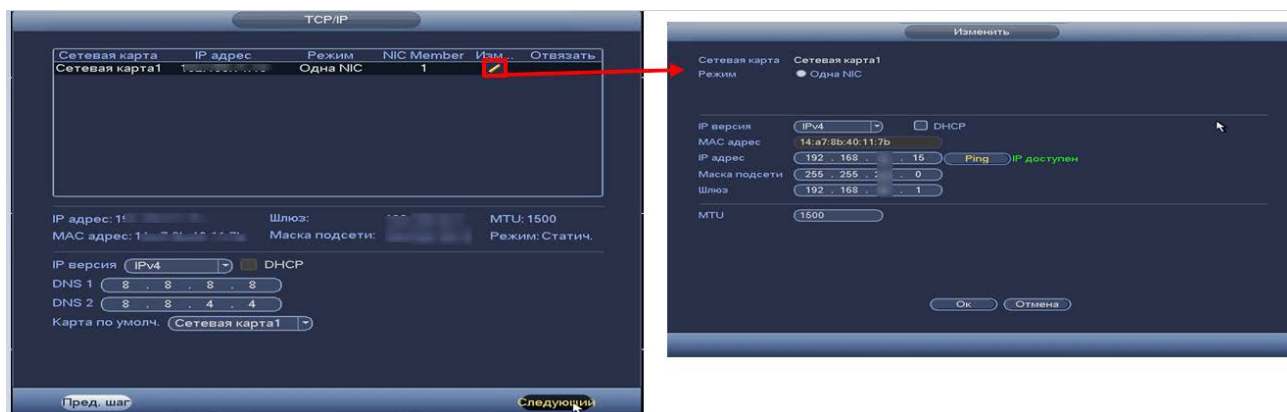 TCP/IP
Сетевая карта IP адрес Режим NIC Member Изм... Отвязать
Сетевая карта1 Одна NIC 1
IP адрес: Шлюз: MTU: 1500
MAC адрес: Маска подсети: Режим: Статич.
IP версия IPv4 DHCP
DNS 1 8 . 8 . 8 . 8
DNS 2 8 . 8 . 4 . 4
Карта по умолч. Сетевая карта1
Пред. шаг Следующий
Изменить
Сетевая карта Сетевая карта1
Режим Одна NIC
IP версия IPv4 DHCP
MAC адрес 14:a7:8b:40:11:7b
IP адрес 192 . 168 . . 15 Ping IP доступен
Маска подсети 255 . 255 . . 0
Шлюз 192 . 168 . . 1
MTU 1500
Ок Отмена